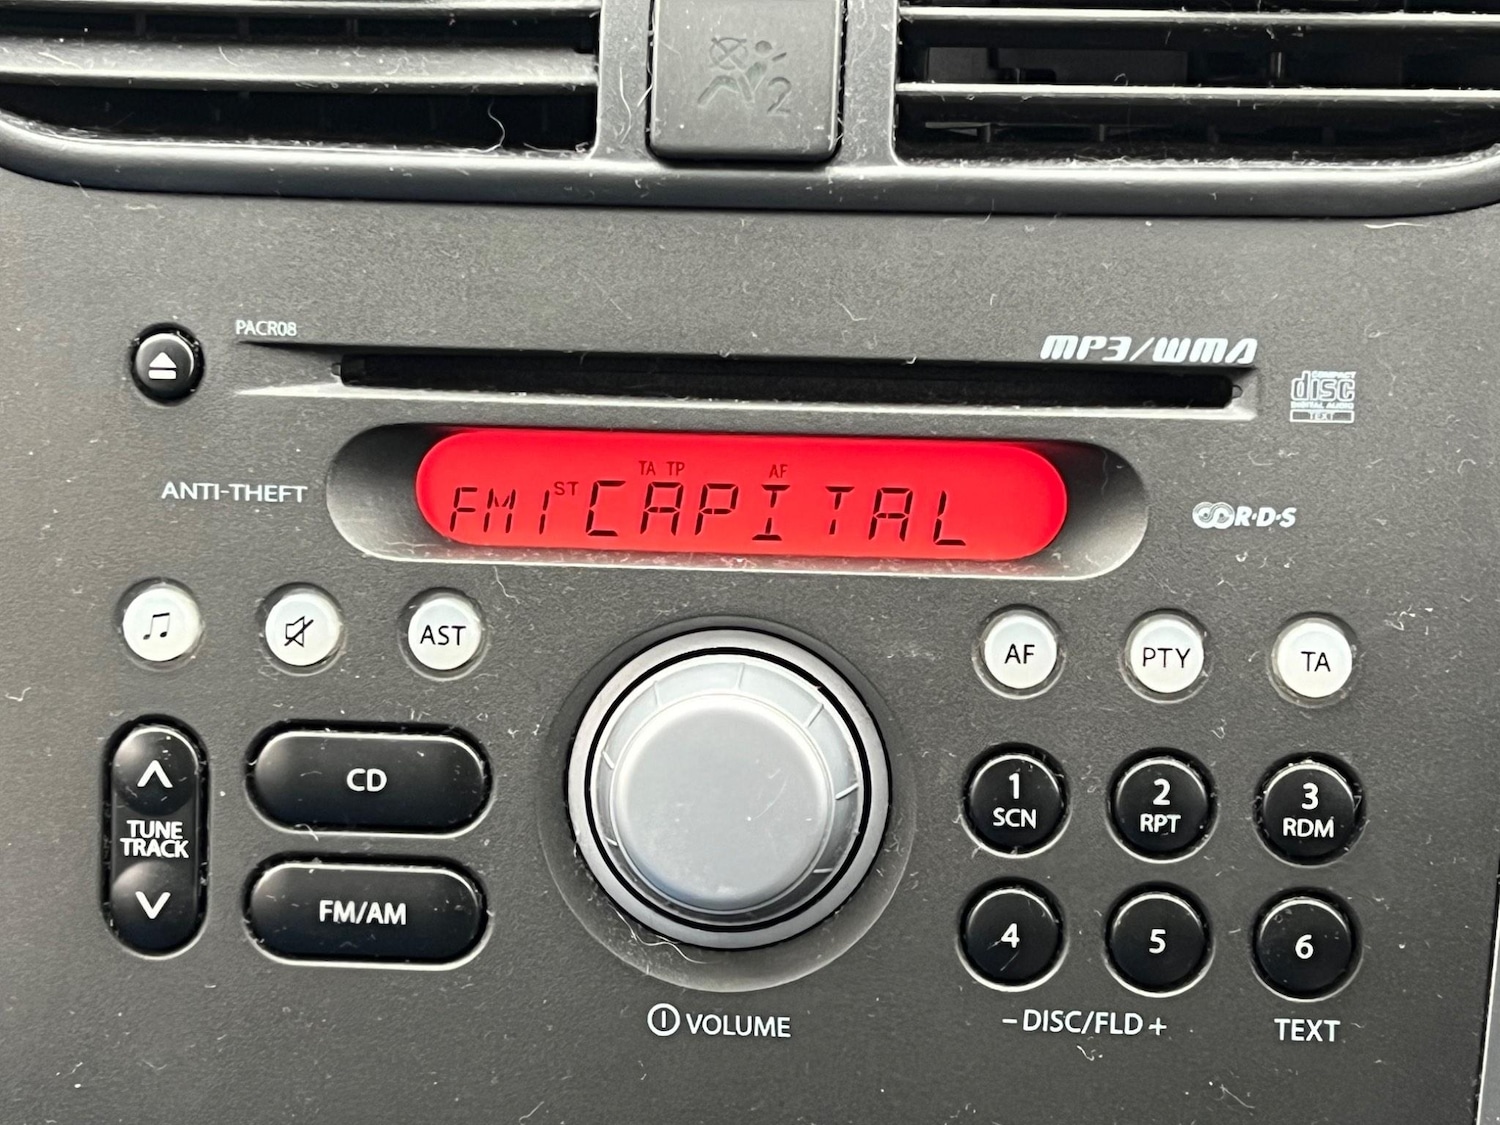 2
PACR08
MP3/WMA
COMPACT
disc
DIGITAL AUDIO
TEXT
TA TP AF
FM1 ST CAPITAL
ANTI-THEFT
R·D·S
AST
AF
PTY
TA
TUNE
TRACK
CD
FM/AM
1
SCN
2
RPT
3
RDM
4
5
6
VOLUME
–DISC/FLD+
TEXT